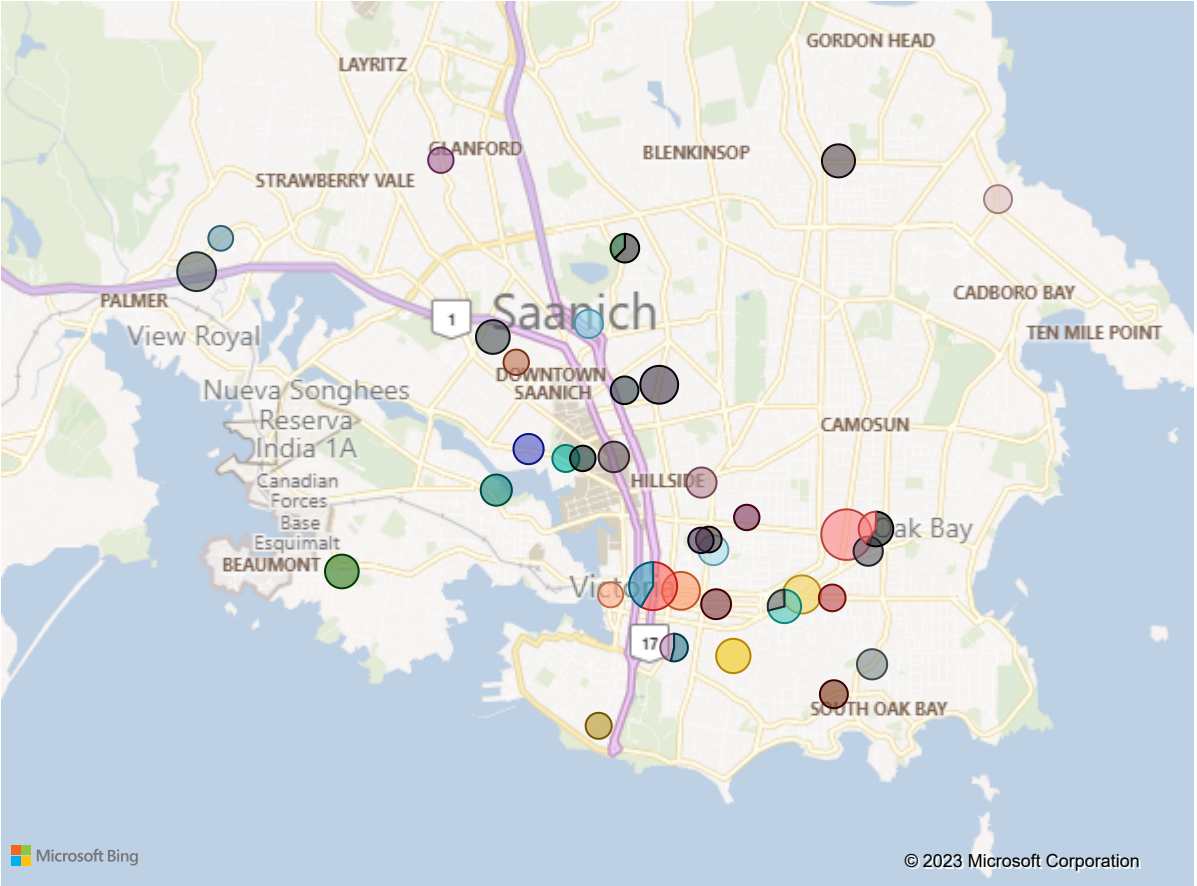 GORDON HEAD
LAYRITZ
GLANFORD
BLENKINSOP
STRAWBERRY VALE
CADBORO BAY
PALMER
Saanich
1
View Royal
TEN MILE POINT
DOWNTOWN
SAANICH
Nueva Songhees
Reserva
India 1A
CAMOSUN
HILLSIDE
Canadian
Forces
Base
Esquimalt
Oak Bay
BEAUMONT
Victoria
17
SOUTH OAK BAY
Microsoft Bing
© 2023 Microsoft Corporation